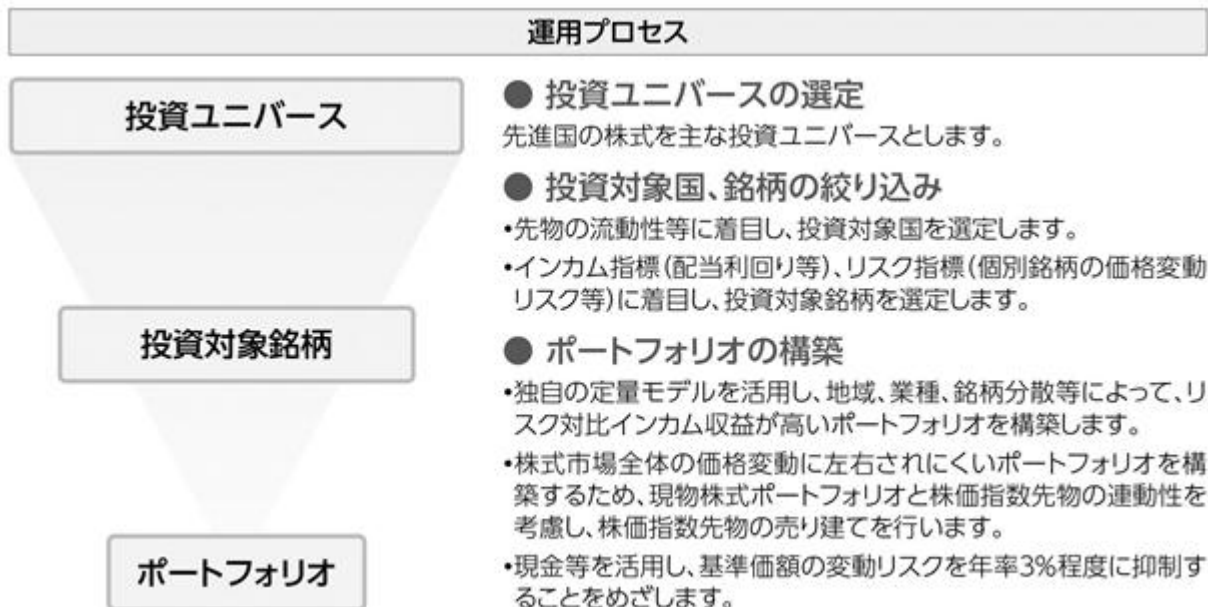 運用プロセス
投資ユニバース
● 投資ユニバースの選定
先進国の株式を主な投資ユニバースとします。
● 投資対象国、銘柄の絞り込み
•先物の流動性等に着目し、投資対象国を選定します。
•インカム指標(配当利回り等)、リスク指標(個別銘柄の価格変動
リスク等)に着目し、投資対象銘柄を選定します。
投資対象銘柄
● ポートフォリオの構築
•独自の定量モデルを活用し、地域、業種、銘柄分散等によって、リ
スク対比インカム収益が高いポートフォリオを構築します。
•株式市場全体の価格変動に左右されにくいポートフォリオを構
築するため、現物株式ポートフォリオと株価指数先物の連動性を
考慮し、株価指数先物の売り建てを行います。
ポートフォリオ
•現金等を活用し、基準価額の変動リスクを年率3%程度に抑制す
ることをめざします。